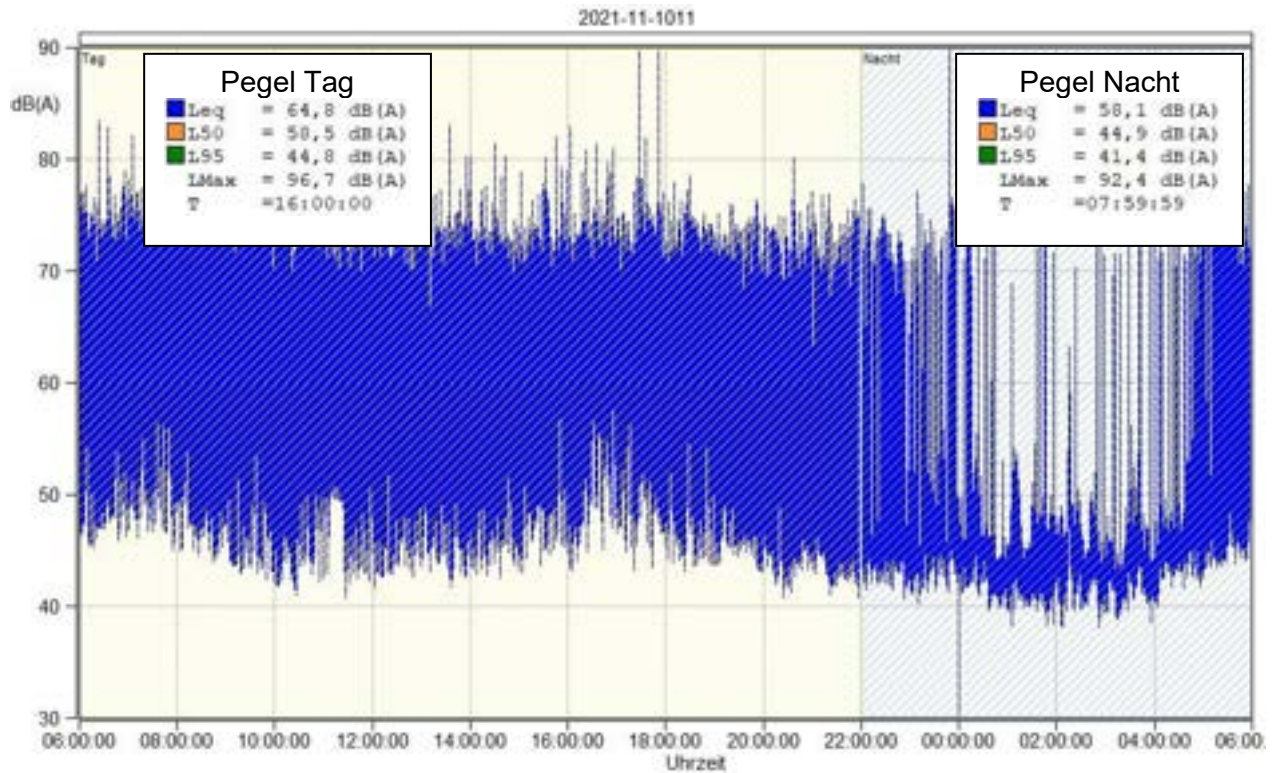 2021-11-1011
90
80
70
60
50
40
30
dB(A)
Tag
Pegel Tag
Leq = 64,8 dB(A)
L50 = 58,5 dB(A)
L95 = 44,8 dB(A)
LMax = 96,7 dB(A)
T =16:00:00
Nacht
Pegel Nacht
Leq = 58,1 dB(A)
L50 = 44,9 dB(A)
L95 = 41,4 dB(A)
LMax = 92,4 dB(A)
T =07:59:59
06:00:00 08:00:00 10:00:00 12:00:00 14:00:00 16:00:00 18:00:00 20:00:00 22:00:00 00:00:00 02:00:00 04:00:00 06:00.
Uhrzeit